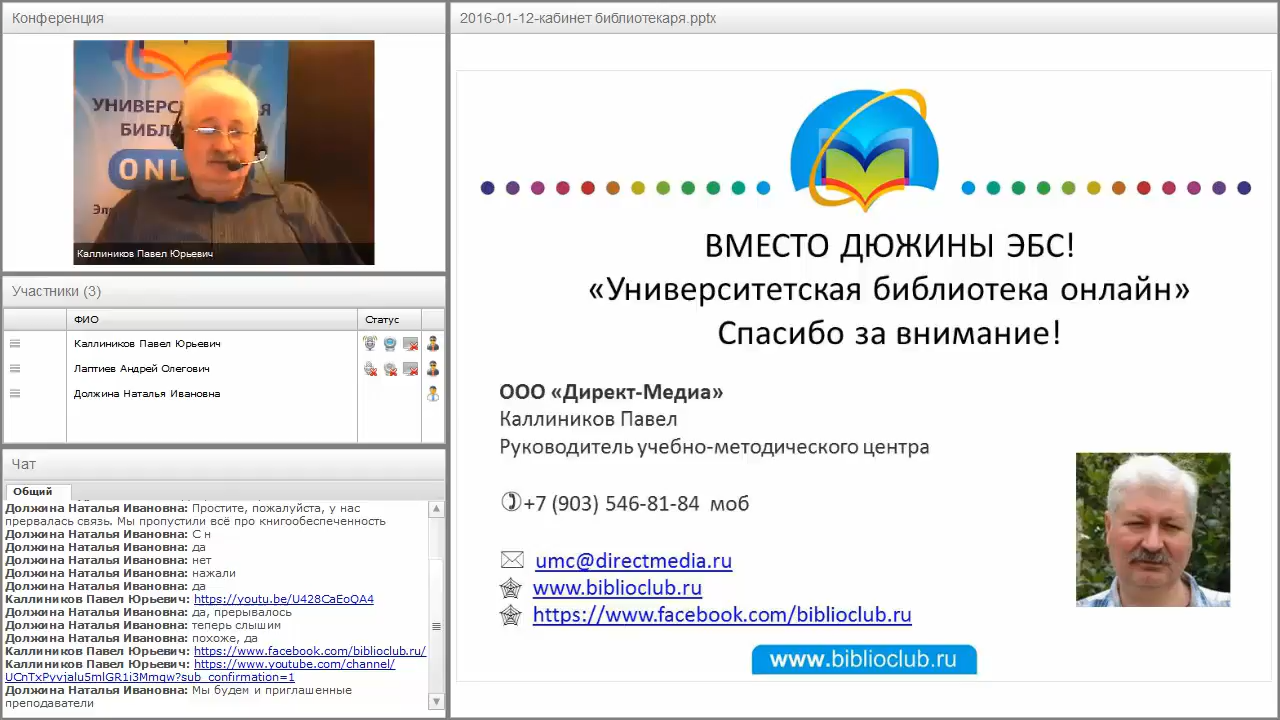 Конференция
УНИВЕРС
АЯ
БИБЛ
ONL
Каллиников Павел Юрьевич
Участники (3)
ФИО
Статус
Каллиников Павел Юрьевич
Лаптиев Андрей Олегович
Должина Наталья Ивановна
Чат
Общий
Должина Наталья Ивановна: Простите, пожалуйста, у нас
прервалась связь. Мы пропустили всё про книгообеспеченность
Должина Наталья Ивановна: С н
Должина Наталья Ивановна: да
Должина Наталья Ивановна: нет
Должина Наталья Ивановна: нажали
Должина Наталья Ивановна: да
Каллиников Павел Юрьевич: https://youtu.be/U428CaEoQA4
Должина Наталья Ивановна: да, прерывалось
Должина Наталья Ивановна: теперь слышим
Должина Наталья Ивановна: похоже, да
Каллиников Павел Юрьевич: https://www.facebook.com/biblioclub.ru/
Каллиников Павел Юрьевич: https://www.youtube.com/channel/
Должина Наталья Ивановна: Мы будем и приглашенные
преподаватели
2016-01-12-кабинет библиотекаря.pptx
ВМЕСТО ДЮЖИНЫ ЭБС!
«Университетская библиотека онлайн»
Спасибо за внимание!
ООО «Директ-Медиа»
Каллиников Павел
Руководитель учебно-методического центра
+7 (903) 546-81-84 моб
umc@directmedia.ru
www.biblioclub.ru
https://www.facebook.com/biblioclub.ru
www.biblioclub.ru